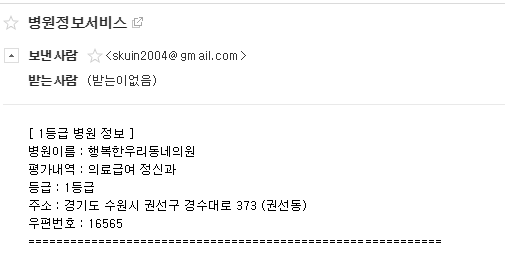 병원정보서비스
보낸사람 <skuin2004@gmail.com>
받는사람 (받는이없음)
[ 1등급 병원 정보 ]
병원이름 : 행복한우리동네의원
평가내역 : 의료급여 정신과
등급 : 1등급
주소 : 경기도 수원시 권선구 경수대로 373 (권선동)
우편번호 : 16565
===========================================================